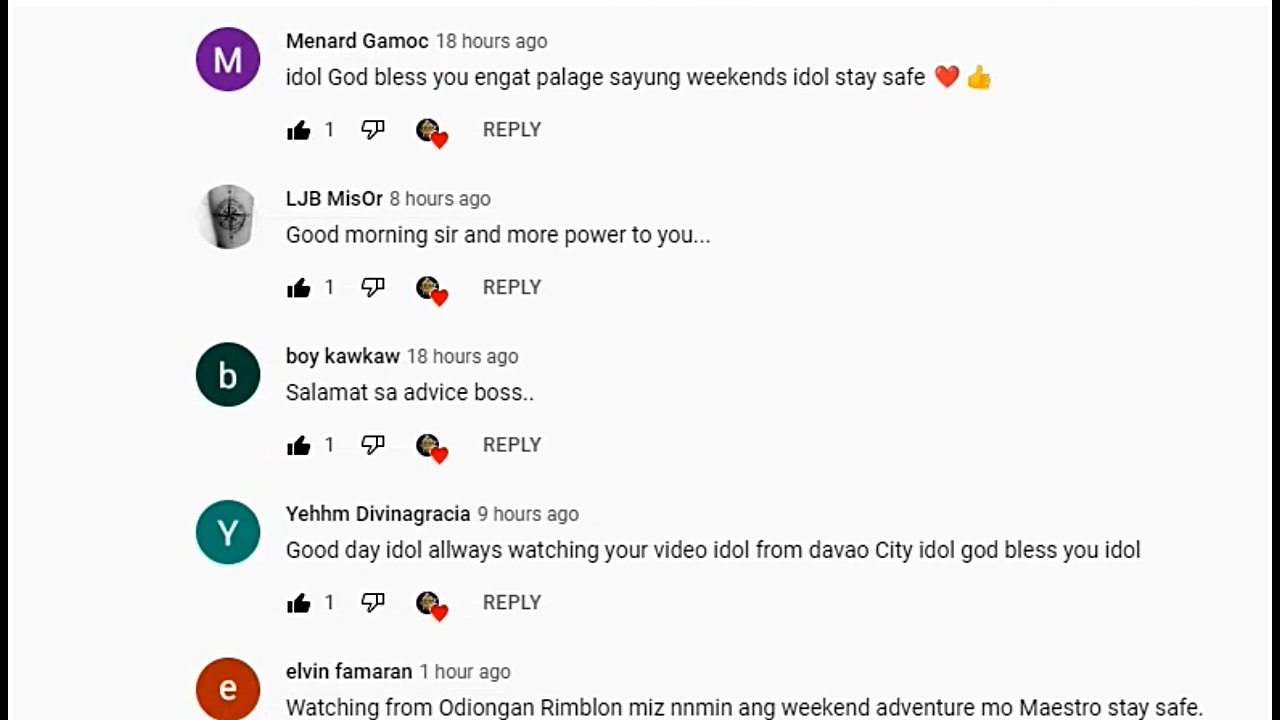 M
Menard Gamoc 18 hours ago
idol God bless you engat palage sayung weekends idol stay safe ❤️ 👍
1 REPLY
LJB MisOr 8 hours ago
Good morning sir and more power to you...
1 REPLY
b
boy kawkaw 18 hours ago
Salamat sa advice boss..
1 REPLY
Y
Yehhm Divinagracia 9 hours ago
Good day idol allways watching your video idol from davao City idol god bless you idol
1 REPLY
e
elvin famaran 1 hour ago
Watching from Odiongan Rimblon miz nnmin ang weekend adventure mo Maestro stay safe.